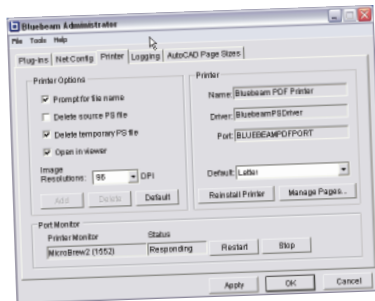 Bluebeam Administrator
File Tools Help
Plug-Ins Net Config Printer Logging AutoCAD Page Sizes
Printer Options
Prompt for file name
Delete source PS file
Delete temporary PS file
Open in viewer
Image
Resolutions: 96 DPI
Add Delete Default
Printer
Name: Bluebeam PDF Printer
Driver: BluebeamPSDriver
Port: BLUEBEAMPDFPORT
Default: Letter
Reinstall Printer Manage Pages...
Port Monitor
Printer Monitor Status
MicroBrew2 (1552) Responding Restart Stop
Apply OK Cancel